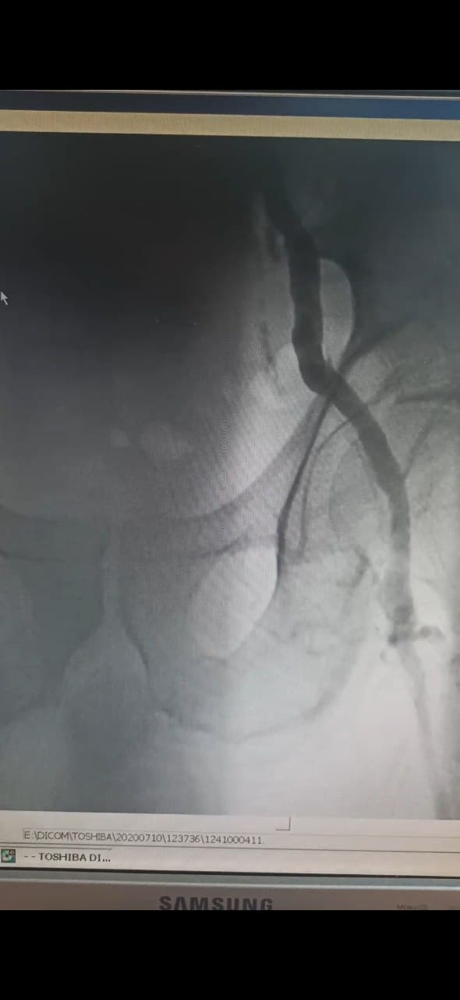 E:\DICOM\TOSHIBA\20200710\123736\1241000411.
-- TOSHIBA DI...
SAMSUNG